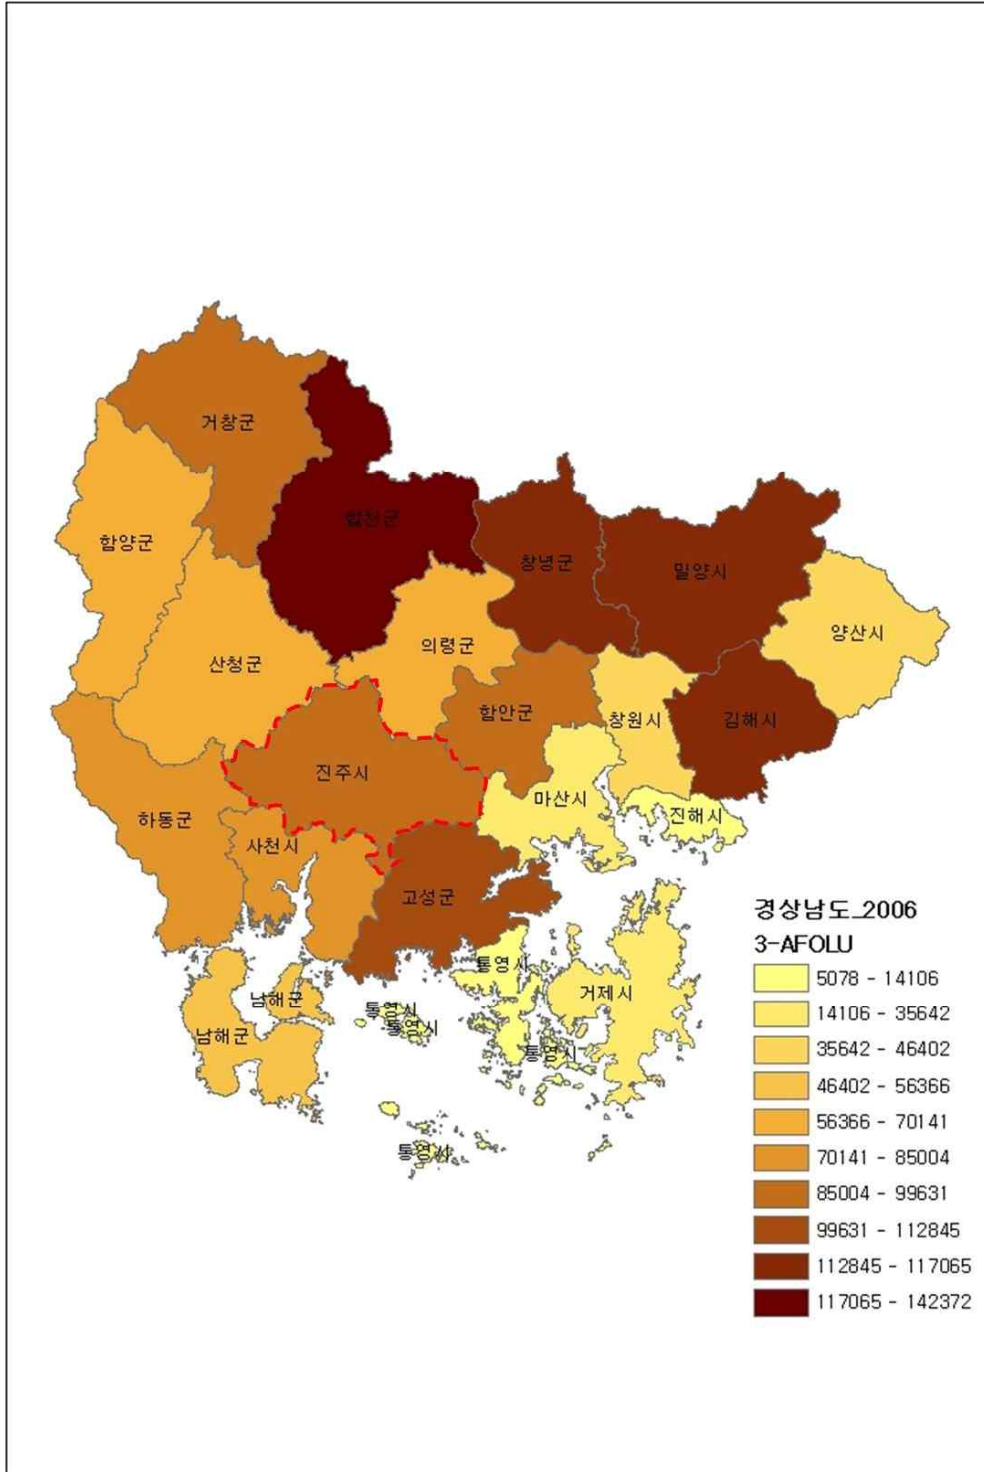 거창군
합천군
함양군
창녕군
밀양시
양산시
의령군
산청군
함안군
창원시
김해시
진주시
마산시
진해시
하동군
사천시
고성군
통영시
거제시
남해군
통영시
통영시
남해군
통영시
통영시
경상남도_2006
3-AFOLU
5078 - 14106
14106 - 35642
35642 - 46402
46402 - 56366
56366 - 70141
70141 - 85004
85004 - 99631
99631 - 112845
112845 - 117065
117065 - 142372